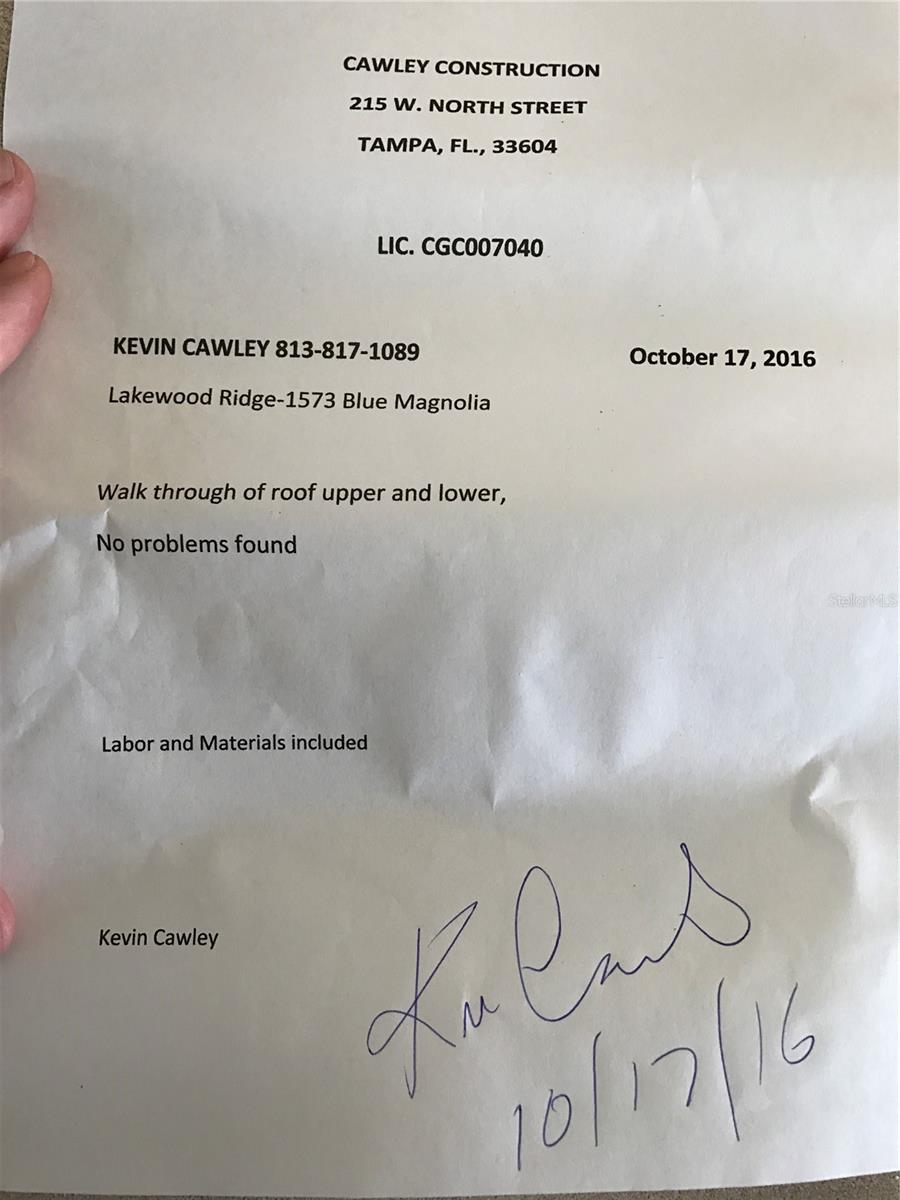 CAWLEY CONSTRUCTION
215 W. NORTH STREET
TAMPA, FL., 33604
LIC. CGC007040
KEVIN CAWLEY 813-817-1089
October 17, 2016
Lakewood Ridge-1573 Blue Magnolia
Walk through of roof upper and lower,
No problems found
StellarMLS
Labor and Materials included
Kevin Cawley
10/17/16